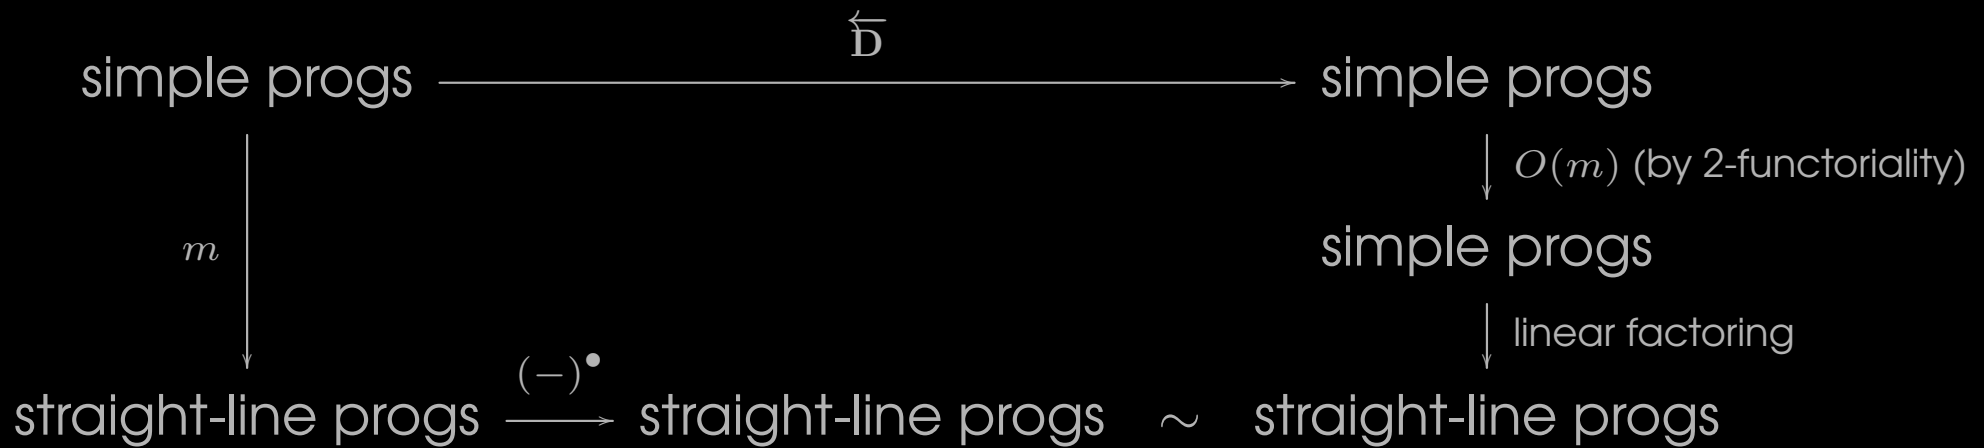 D⃖
simple progs simple progs
O(m) (by 2-functoriality)
m simple progs
linear factoring
(−)•
straight-line progs straight-line progs ∼ straight-line progs